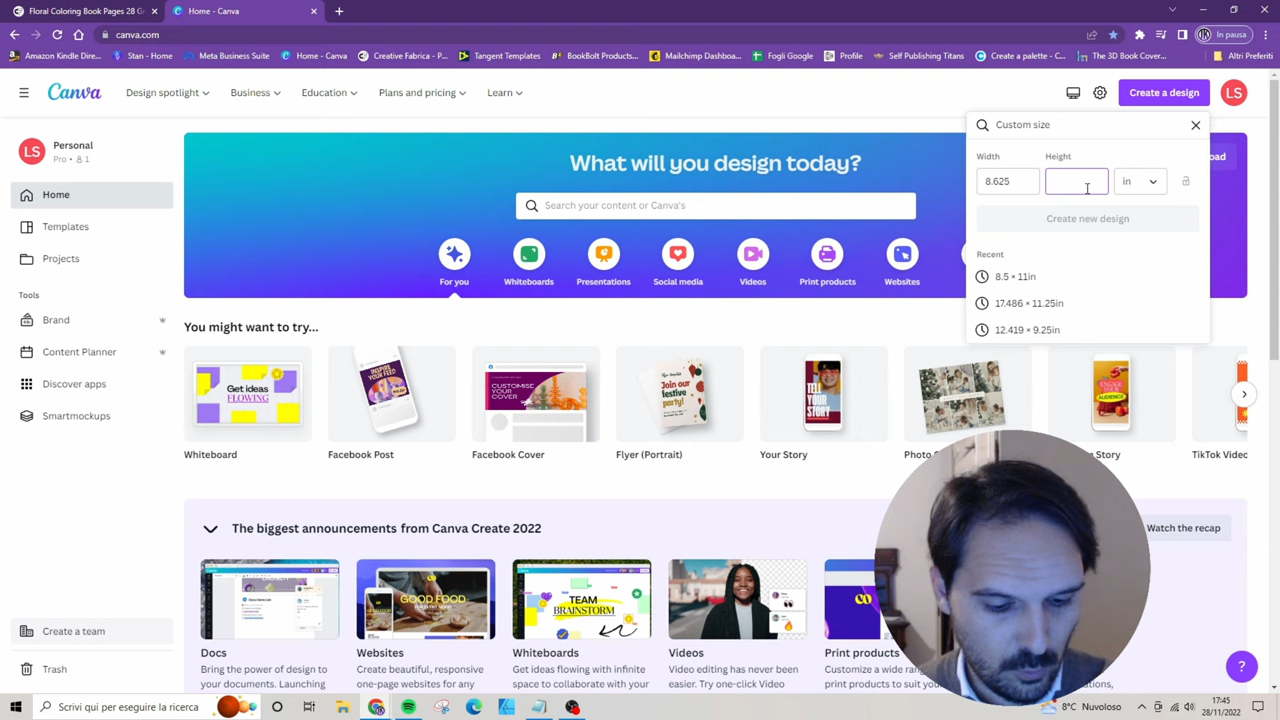 Floral Coloring Book Pages 28 G
Home - Canva
canva.com
In pausa
Amazon Kindle Dire...
Stan - Home
Meta Business Suite
Home - Canva
Creative Fabrica - P...
Tangent Templates
BookBolt Produces...
Mailchimp Dashbo...
Fogli Google
Profile
Self Publishing Titans
Create a palette - C...
The 3D Book Cover...
Altri Preferiti
Canva
Design spotlight
Business
Education
Plans and pricing
Learn
Create a design
LS
LS
Personal
Pro • 1
Home
Templates
Projects
Tools
Brand
Content Planner
Discover apps
Smartmockups
Create a team
Trash
What will you design today?
Search your content or Canva's
For you
Whiteboards
Presentations
Social media
Videos
Print products
Websites
oad
Custom size
Width
Height
8.625
in
Create new design
Recent
8.5 × 11in
17.486 × 11.25in
12.419 × 9.25in
You might want to try...
Get ideas
FLOWING
INSPIRE
YOUR
FEED
CUSTOMISE
YOUR
COVER
Join our
festive
party!
TELL
YOUR
STORY
Whiteboard
Facebook Post
Facebook Cover
Flyer (Portrait)
Your Story
Photo
Story
TikTok Video
The biggest announcements from Canva Create 2022
Watch the recap
GOOD FOOD
TEAM
BRAINSTORM
Docs
Websites
Whiteboards
Videos
Print products
Bring the power of design to
your documents. Launching
Create beautiful, responsive
one-page websites for any
Get ideas flowing with infinite
space to collaborate with your
Video editing has never been
easier. Try one-click Video
Customize a wide ran
print products to suit you
?
Scrivi qui per eseguire la ricerca
8°C Nuvoloso
17:45
28/11/2022